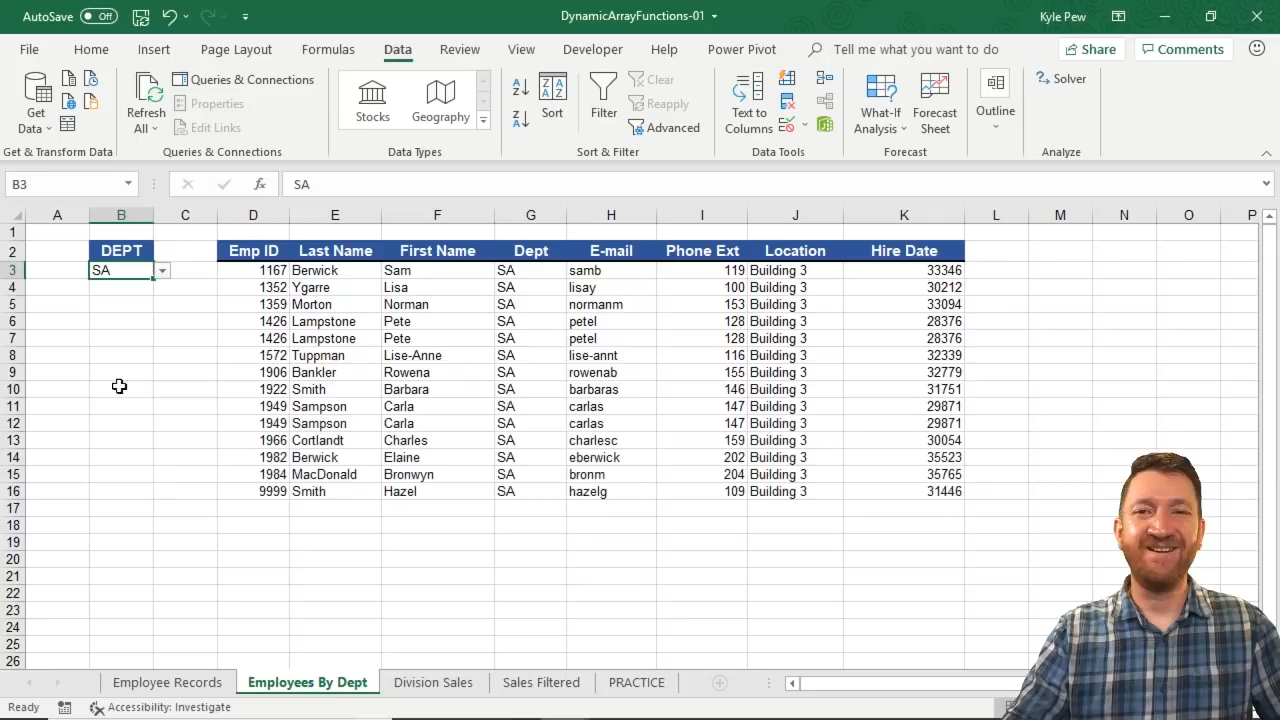 AutoSave Off DynamicArrayFunctions-01 Kyle Pew
File Home Insert Page Layout Formulas Data Review View Developer Help Power Pivot Tell me what you want to do Share Comments
Get Data
Refresh All
Queries & Connections
Properties
Edit Links
Stocks
Geography
Sort
Filter
Clear
Reapply
Advanced
Text to Columns
What-If Analysis
Forecast Sheet
Outline
Solver
Get & Transform Data Queries & Connections Data Types Sort & Filter Data Tools Forecast Analyze
B3 fx SA
A B C D E F G H I J K L M N O P
1
2 DEPT Emp ID Last Name First Name Dept E-mail Phone Ext Location Hire Date
3 SA 1167 Berwick Sam SA samb 119 Building 3 33346
4 1352 Ygarre Lisa SA lisay 100 Building 3 30212
5 1359 Morton Norman SA normanm 153 Building 3 33094
6 1426 Lampstone Pete SA petel 128 Building 3 28376
7 1426 Lampstone Pete SA petel 128 Building 3 28376
8 1572 Tuppman Lise-Anne SA lise-annt 116 Building 3 32339
9 1906 Bankler Rowena SA rowenab 155 Building 3 32779
10 1922 Smith Barbara SA barbaras 146 Building 3 31751
11 1949 Sampson Carla SA carlas 147 Building 3 29871
12 1949 Sampson Carla SA carlas 147 Building 3 29871
13 1966 Cortlandt Charles SA charlesc 159 Building 3 30054
14 1982 Berwick Elaine SA eberwick 202 Building 3 35523
15 1984 MacDonald Bronwyn SA bronm 204 Building 3 35765
16 9999 Smith Hazel SA hazelg 109 Building 3 31446
17
18
19
20
21
22
23
24
25
26
Employee Records Employees By Dept Division Sales Sales Filtered PRACTICE
Ready Accessibility: Investigate